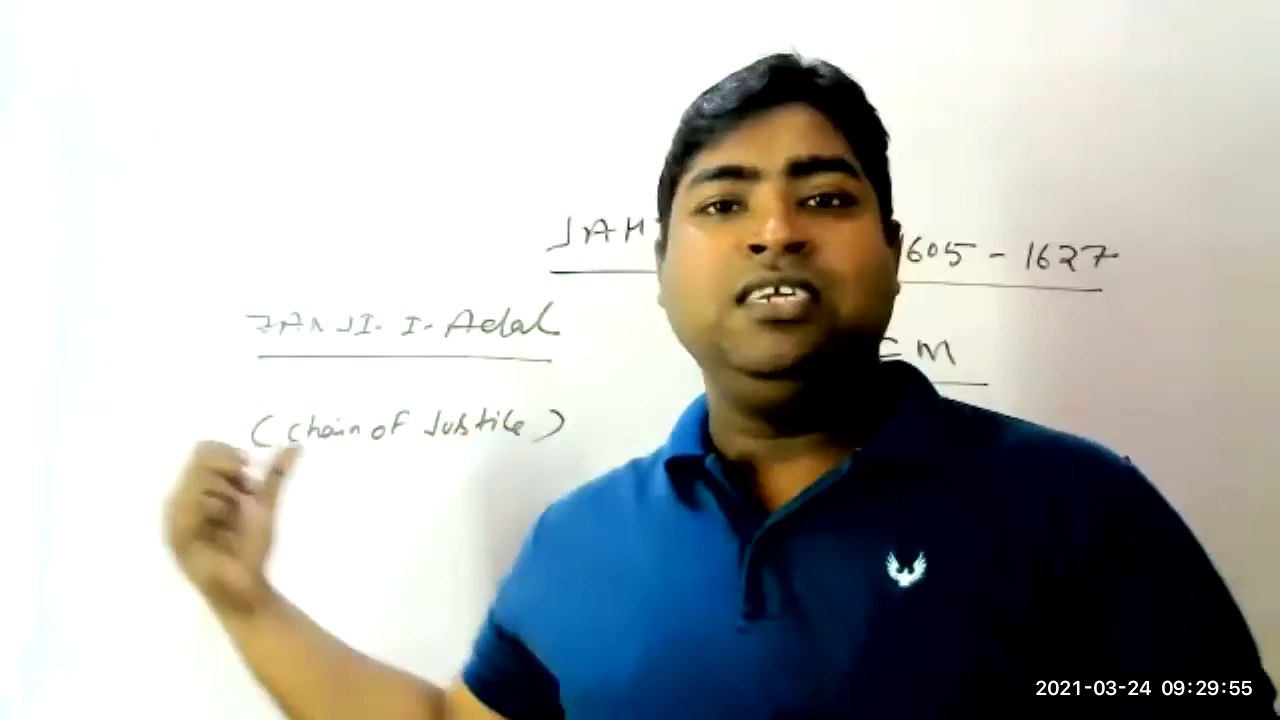 JAH 1605 - 1627
ZANJI-I-Adal
M
(Chain of Justice)
2021-03-24 09:29:55